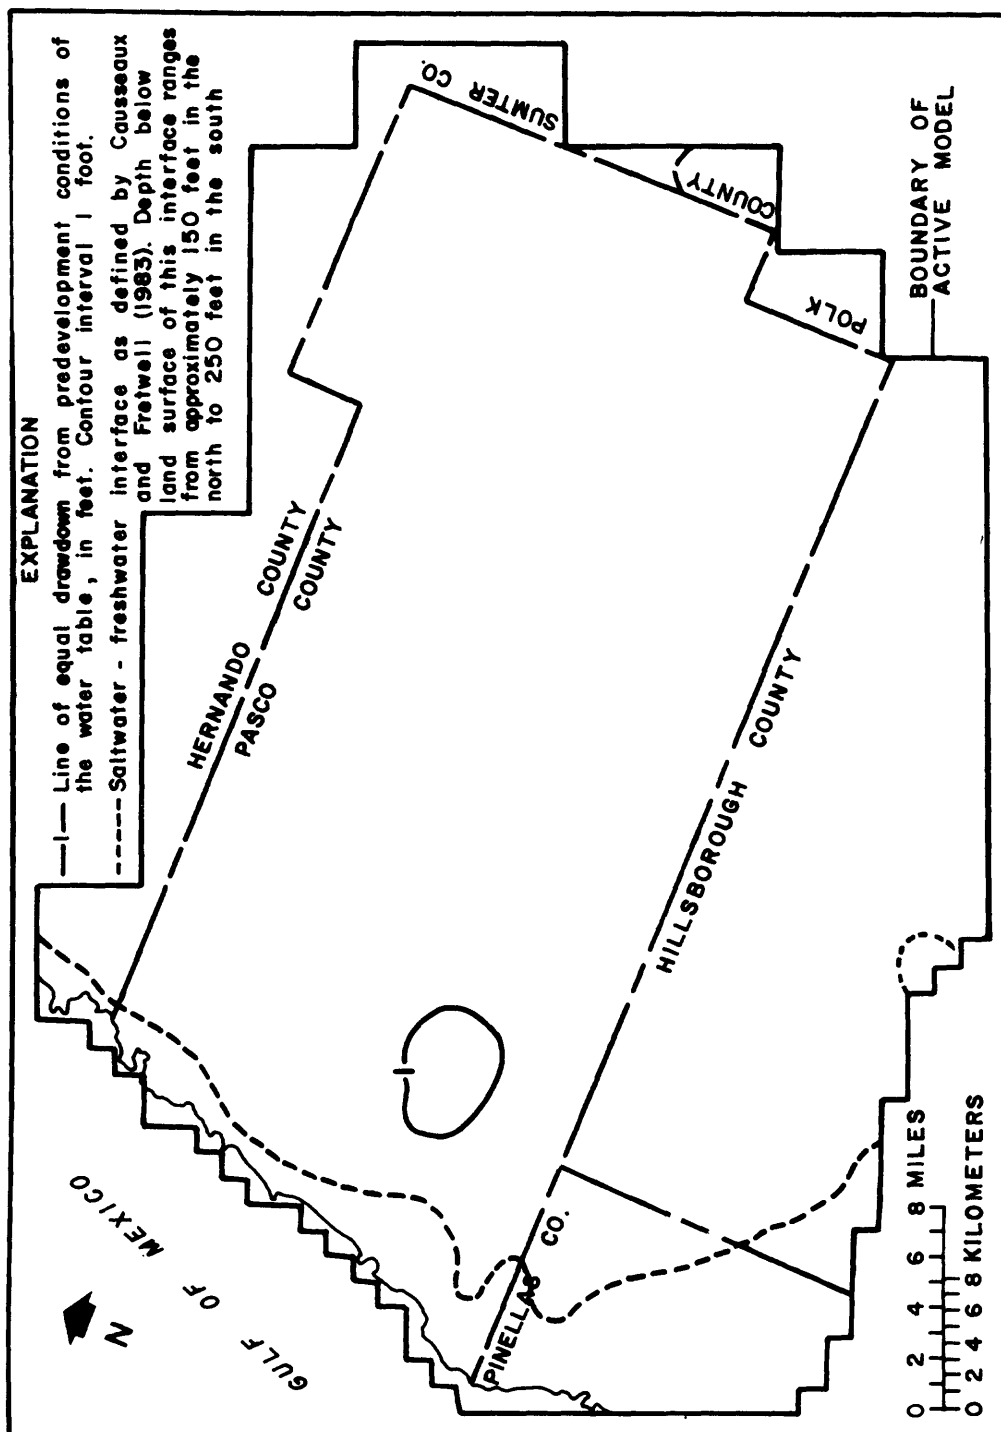 EXPLANATION
—1— Line of equal drawdown from predevelopment conditions of
the water table, in feet. Contour interval 1 foot.
----- Saltwater - freshwater interface as defined by Causseaux
and Fretwell (1983). Depth below
land surface of this interface ranges
from approximately 150 feet in the
north to 250 feet in the south
SUMTER CO.
HERNANDO COUNTY
PASCO COUNTY
COUNTY
POLK
BOUNDARY OF
ACTIVE MODEL
HILLSBOROUGH COUNTY
1
PINELLAS CO.
GULF OF MEXICO
N
0 2 4 6 8 MILES
0 2 4 6 8 KILOMETERS